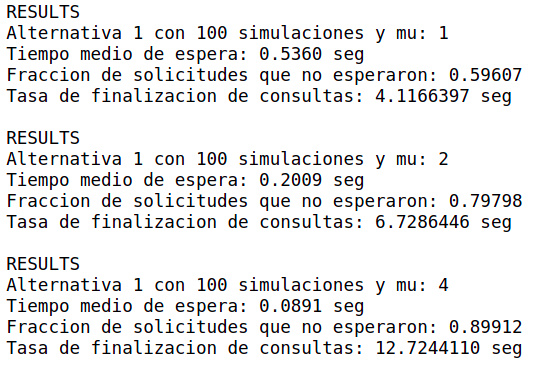 RESULTS
Alternativa 1 con 100 simulaciones y mu: 1
Tiempo medio de espera: 0.5360 seg
Fraccion de solicitudes que no esperaron: 0.59607
Tasa de finalizacion de consultas: 4.1166397 seg
RESULTS
Alternativa 1 con 100 simulaciones y mu: 2
Tiempo medio de espera: 0.2009 seg
Fraccion de solicitudes que no esperaron: 0.79798
Tasa de finalizacion de consultas: 6.7286446 seg
RESULTS
Alternativa 1 con 100 simulaciones y mu: 4
Tiempo medio de espera: 0.0891 seg
Fraccion de solicitudes que no esperaron: 0.89912
Tasa de finalizacion de consultas: 12.7244110 seg